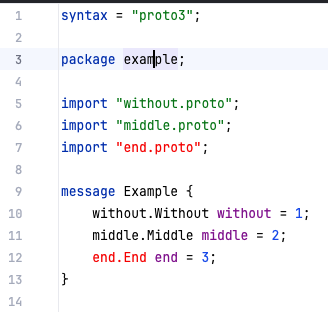 1 syntax = "proto3";
2
3 package example;
4
5 import "without.proto";
6 import "middle.proto";
7 import "end.proto";
8
9 message Example {
10     without.Without without = 1;
11     middle.Middle middle = 2;
12     end.End end = 3;
13 }
14